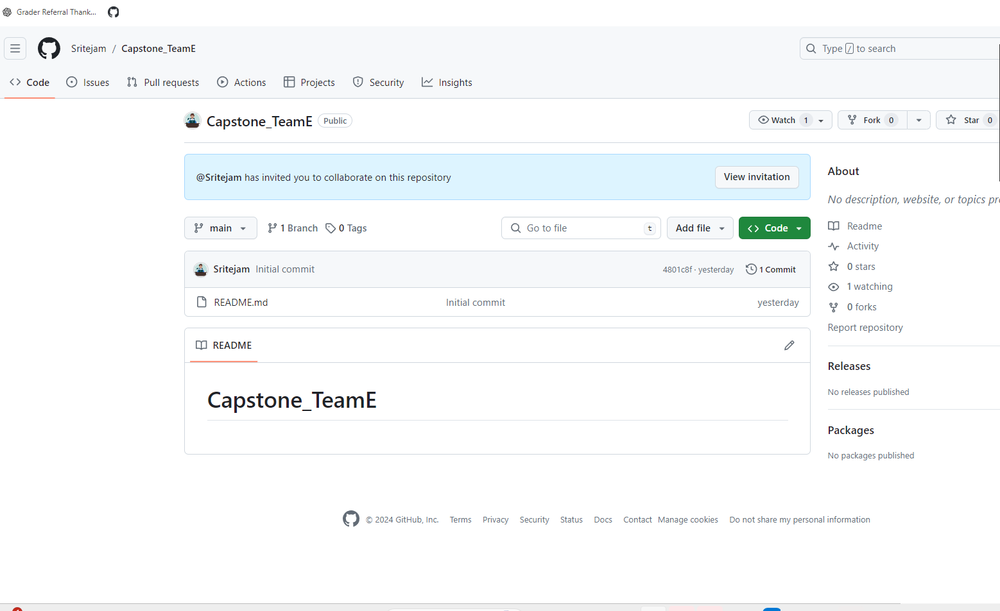 Grader Referral Thank...
Sritejam / Capstone_TeamE
Type / to search
Code Issues Pull requests Actions Projects Security Insights
Capstone_TeamE Public
Watch 1 Fork 0 Star 0
@Sritejam has invited you to collaborate on this repository View invitation
main 1 Branch 0 Tags Go to file t Add file Code
Sritejam Initial commit 4801c8f · yesterday 1 Commit
README.md Initial commit yesterday
README
Capstone_TeamE
About
No description, website, or topics
Readme
Activity
0 stars
1 watching
0 forks
Report repository
Releases
No releases published
Packages
No packages published
© 2024 GitHub, Inc. Terms Privacy Security Status Docs Contact Manage cookies Do not share my personal information